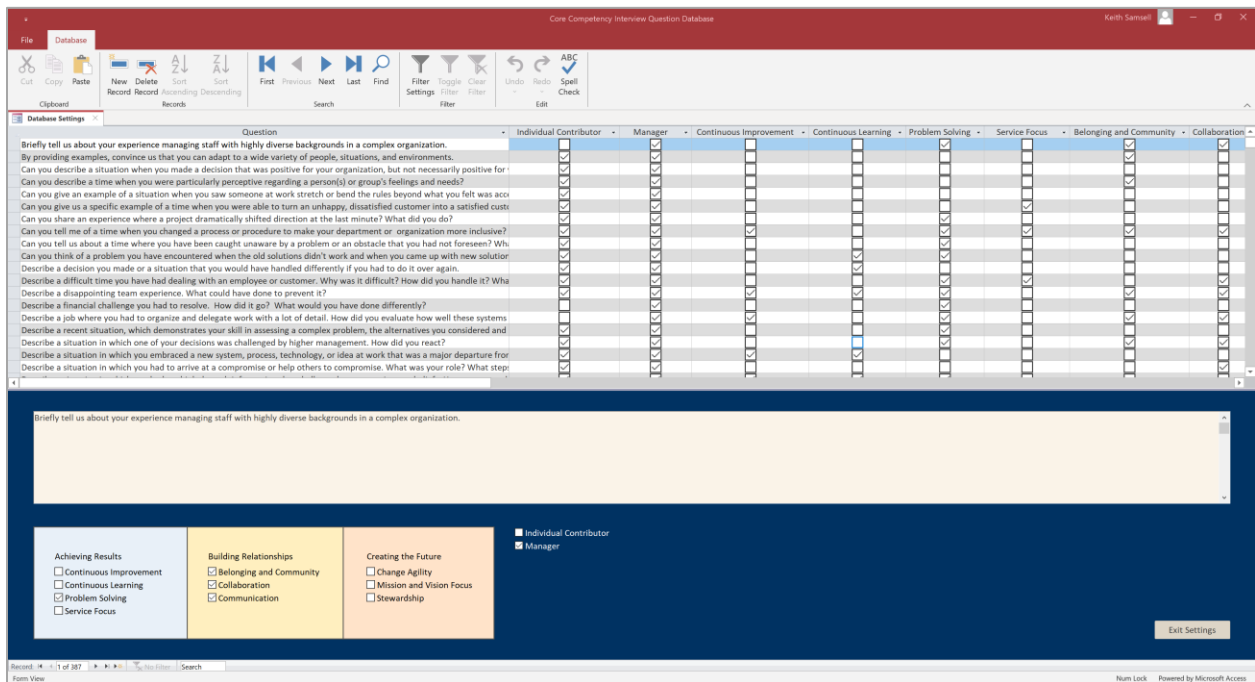 Core Competency Interview Question Database
Keith Samsell
File Database
Cut Copy Paste
New Record Delete Record Sort Ascending Sort Descending
First Previous Next Last Find
Filter Settings Toggle Filter Clear Filter
Undo Redo ABC Spell Check
Clipboard Records Search Filter Edit
Database Settings
Question Individual Contributor Manager Continuous Improvement Continuous Learning Problem Solving Service Focus Belonging and Community Collaboration
Briefly tell us about your experience managing staff with highly diverse backgrounds in a complex organization.
By providing examples, convince us that you can adapt to a wide variety of people, situations, and environments.
Can you describe a situation when you made a decision that was positive for your organization, but not necessarily positive for
Can you describe a time when you were particularly perceptive regarding a person(s) or group's feelings and needs?
Can you give an example of a situation when you saw someone at work stretch or bend the rules beyond what you felt was acce
Can you give us a specific example of a time when you were able to turn an unhappy, dissatisfied customer into a satisfied custo
Can you share an experience where a project dramatically shifted direction at the last minute? What did you do?
Can you tell me of a time when you changed a process or procedure to make your department or organization more inclusive?
Can you tell us about a time where you have been caught unaware by a problem or an obstacle that you had not foreseen? Wha
Can you think of a problem you have encountered when the old solutions didn't work and when you came up with new solution
Describe a decision you made or a situation that you would have handled differently if you had to do it over again.
Describe a difficult time you have had dealing with an employee or customer. Why was it difficult? How did you handle it? Wha
Describe a disappointing team experience. What could have done to prevent it?
Describe a financial challenge you had to resolve. How did it go? What would you have done differently?
Describe a job where you had to organize and delegate work with a lot of detail. How did you evaluate how well these systems
Describe a recent situation, which demonstrates your skill in assessing a complex problem, the alternatives you considered and
Describe a situation in which one of your decisions was challenged by higher management. How did you react?
Describe a situation in which you embraced a new system, process, technology, or idea at work that was a major departure from
Describe a situation in which you had to arrive at a compromise or help others to compromise. What was your role? What steps
Briefly tell us about your experience managing staff with highly diverse backgrounds in a complex organization.
Achieving Results
Continuous Improvement
Continuous Learning
Problem Solving
Service Focus
Building Relationships
Belonging and Community
Collaboration
Communication
Creating the Future
Change Agility
Mission and Vision Focus
Stewardship
Individual Contributor
Manager
Exit Settings
Record: 1 of 387 No Filter Search
Form View Num Lock Powered by Microsoft Access